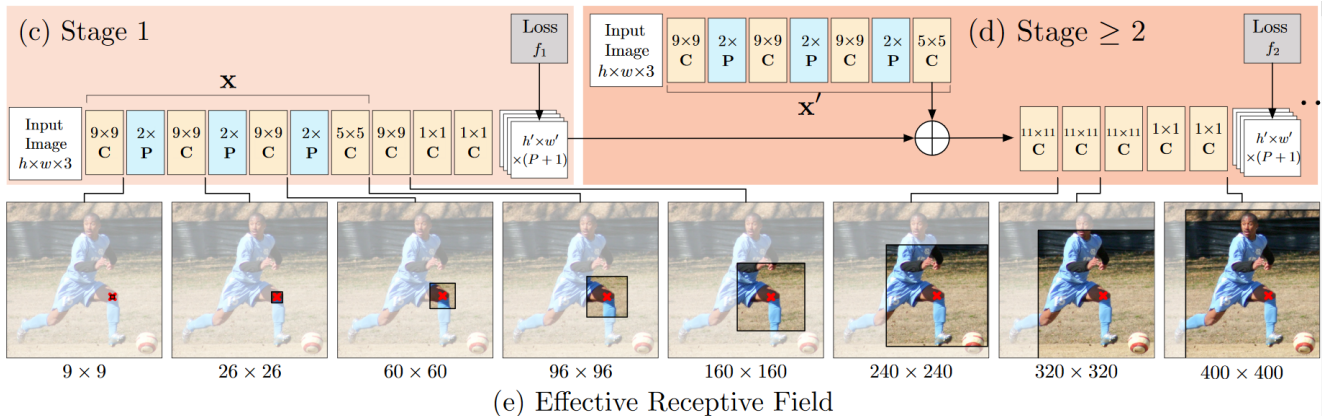 (c) Stage 1
Input
Image
h×w×3
9×9
C
2×
P
9×9
C
2×
P
9×9
C
2×
P
5×5
C
9×9
C
1×1
C
1×1
C
x
Loss
f₁
h′×w′
×(P + 1)
(d) Stage ≥ 2
Input
Image
h×w×3
9×9
C
2×
P
9×9
C
2×
P
9×9
C
2×
P
5×5
C
x′
11×11
C
11×11
C
11×11
C
1×1
C
1×1
C
Loss
f₂
h′×w′
×(P + 1)
9 × 9
26 × 26
60 × 60
96 × 96
160 × 160
240 × 240
320 × 320
400 × 400
(e) Effective Receptive Field